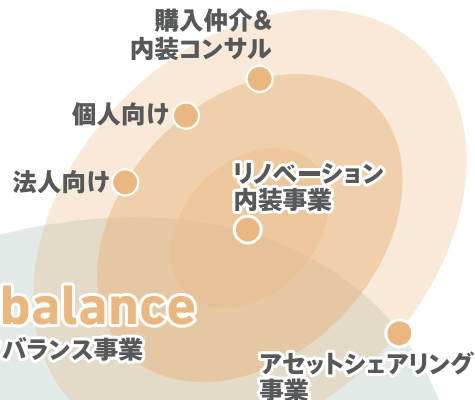 購入仲介&
内装コンサル
個人向け
法人向け
リノベーション
内装事業
balance
バランス事業
アセットシェアリング
事業